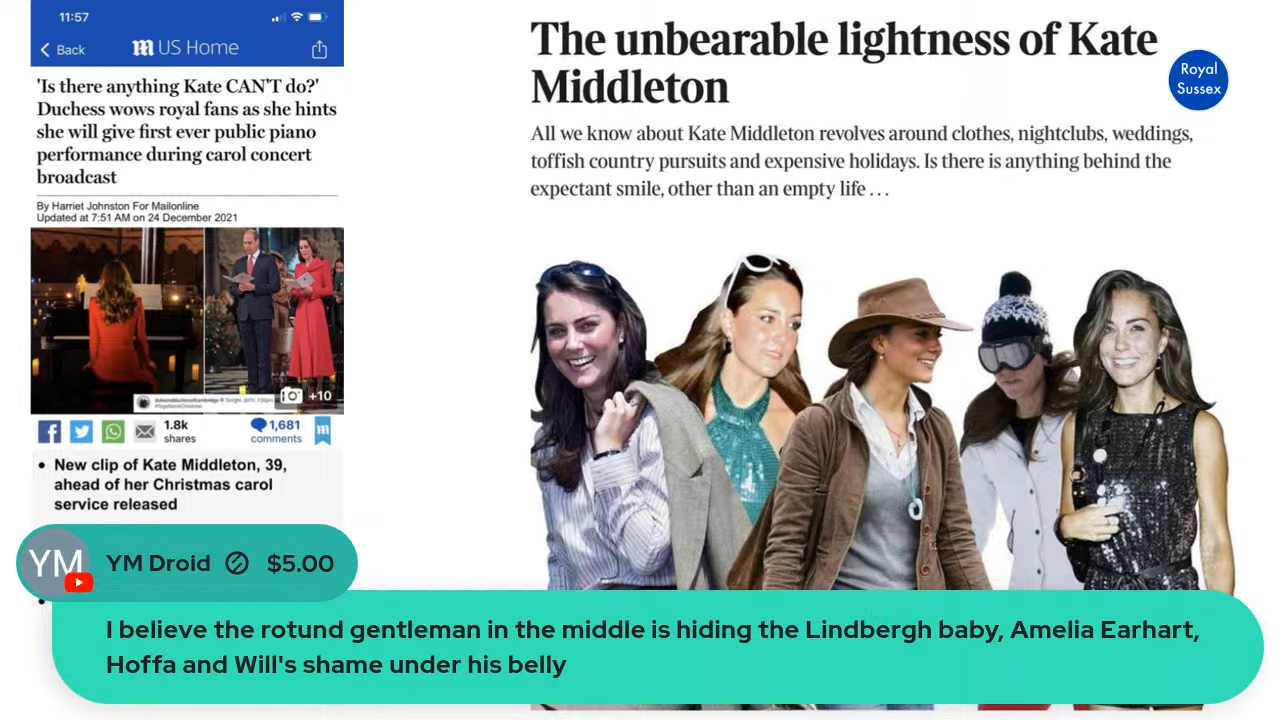 11:57
Back
US Home
'Is there anything Kate CAN'T do?'
Duchess wows royal fans as she hints
she will give first ever public piano
performance during carol concert
broadcast
By Harriet Johnston For Mailonline
Updated at 7:51 AM on 24 December 2021
+10
1.8k
shares
1,681
comments
• New clip of Kate Middleton, 39,
ahead of her Christmas carol
service released
The unbearable lightness of Kate
Middleton
Royal
Sussex
All we know about Kate Middleton revolves around clothes, nightclubs, weddings,
toffish country pursuits and expensive holidays. Is there is anything behind the
expectant smile, other than an empty life . . .
YM
YM Droid
$5.00
I believe the rotund gentleman in the middle is hiding the Lindbergh baby, Amelia Earhart,
Hoffa and Will's shame under his belly